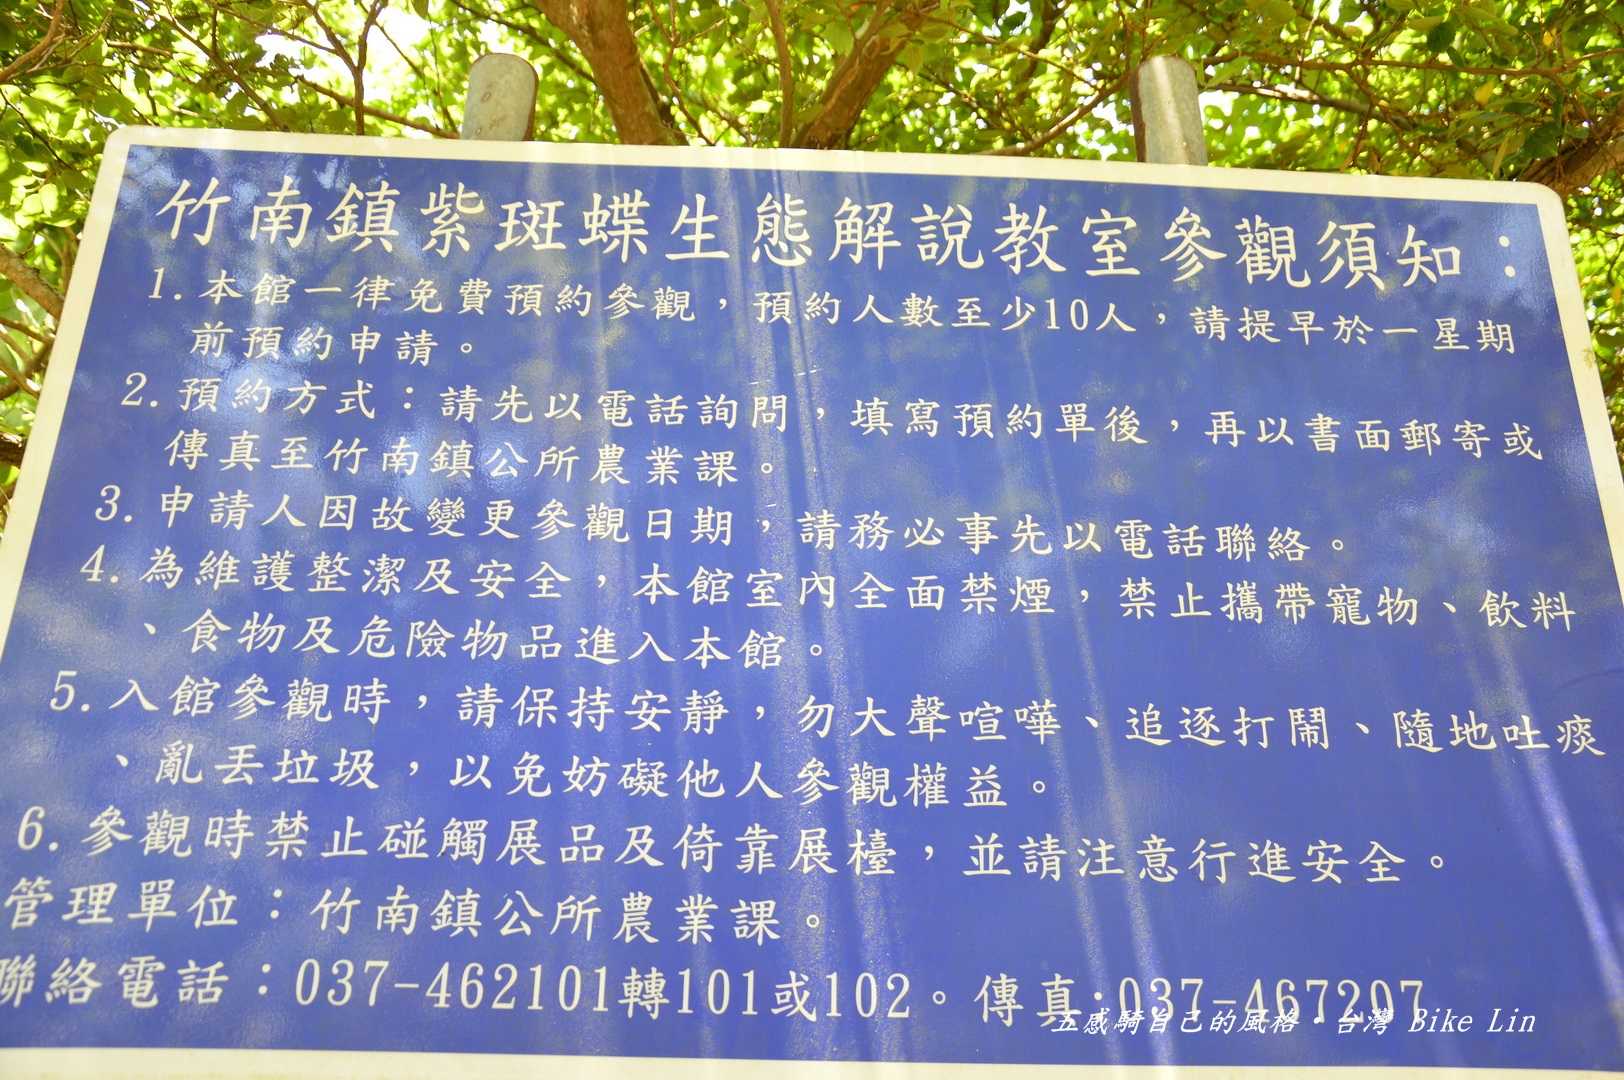 竹南鎮紫斑蝶生態解說教室參觀須知：
1.本館一律免費預約參觀，預約人數至少10人，請提早於一星期
前預約申請。
2.預約方式：請先以電話詢問，填寫預約單後，再以書面郵寄或
傳真至竹南鎮公所農業課。
3.申請人因故變更參觀日期，請務必事先以電話聯絡。
4.為維護整潔及安全，本館室內全面禁煙，禁止攜帶寵物、飲料
、食物及危險物品進入本館。
5.入館參觀時，請保持安靜，勿大聲喧嘩、追逐打鬧、隨地吐痰
、亂丟垃圾，以免妨礙他人參觀權益。
6.參觀時禁止碰觸展品及倚靠展檯，並請注意行進安全。
管理單位：竹南鎮公所農業課。
聯絡電話：037-462101轉101或102。傳真:037-467207
五感騎自己的風格．台灣 Bike Lin